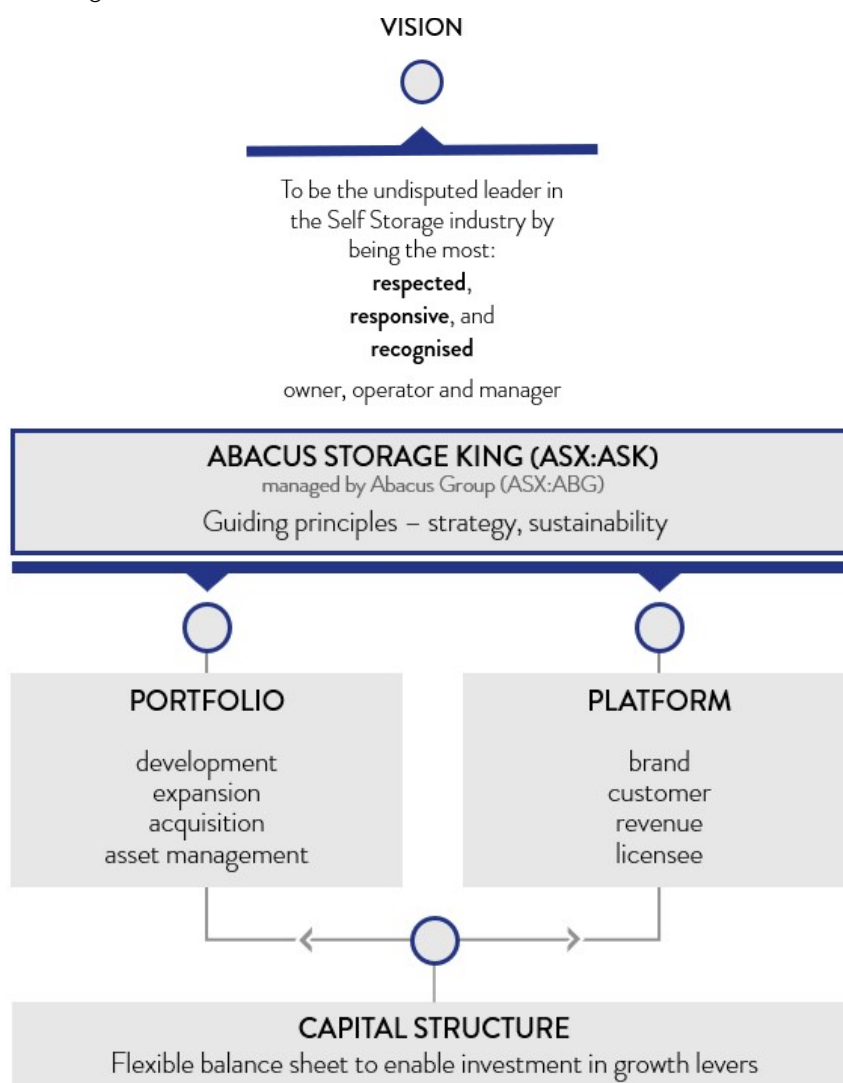 VISION
To be the undisputed leader in
the Self Storage industry by
being the most:
respected,
responsive, and
recognised
owner, operator and manager
ABACUS STORAGE KING (ASX:ASK)
managed by Abacus Group (ASX:ABG)
Guiding principles – strategy, sustainability
PORTFOLIO
development
expansion
acquisition
asset management
PLATFORM
brand
customer
revenue
licensee
CAPITAL STRUCTURE
Flexible balance sheet to enable investment in growth levers